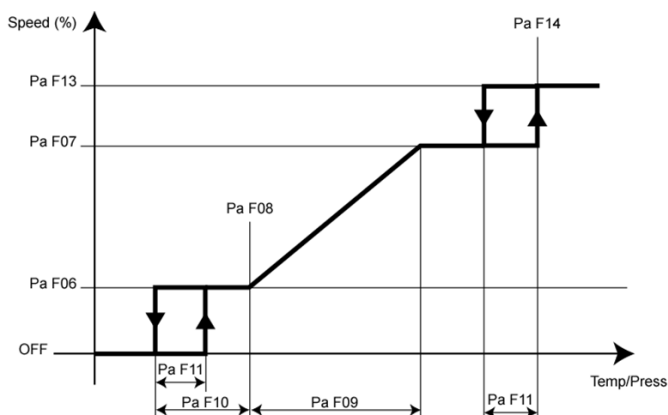 Speed (%)
Pa F14
Pa F13
Pa F07
Pa F08
Pa F06
OFF
Pa F11
Temp/Press
Pa F10
Pa F09
Pa F11